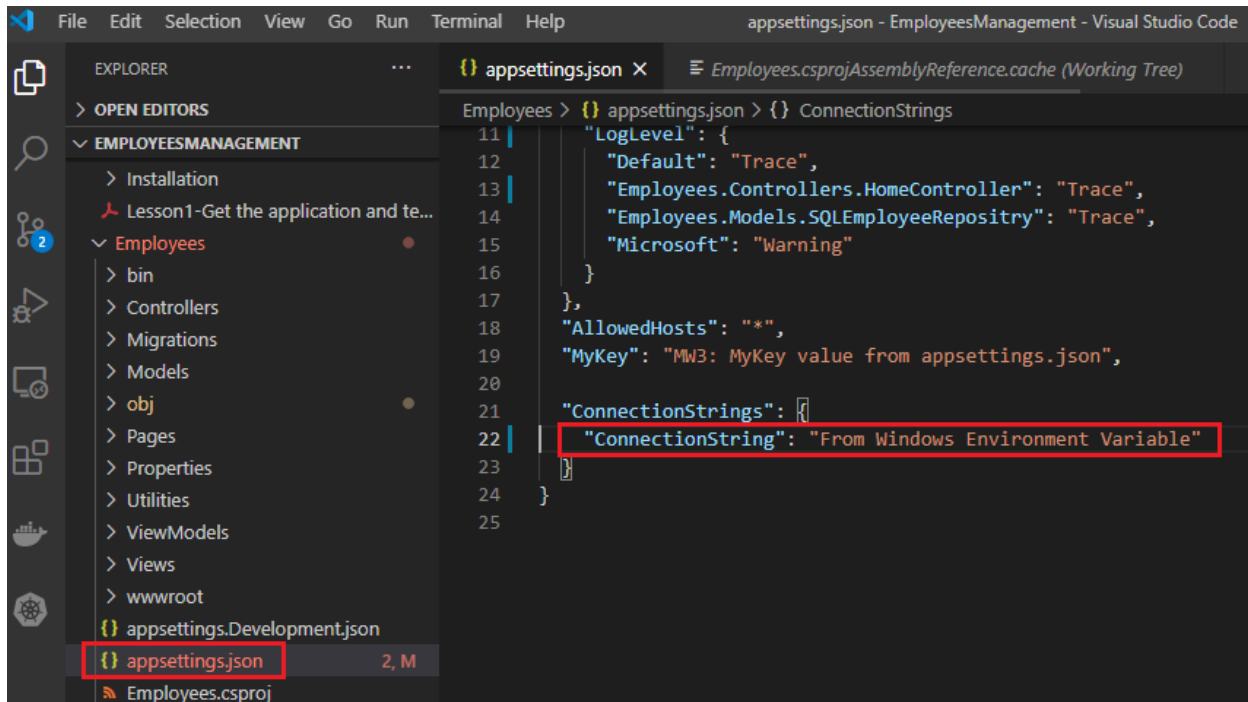 File Edit Selection View Go Run Terminal Help appsettings.json - EmployeesManagement - Visual Studio Code
EXPLORER ...
> OPEN EDITORS
EMPLOYEESMANAGEMENT
> Installation
Lesson1-Get the application and te...
Employees
> bin
> Controllers
> Migrations
> Models
> obj
> Pages
> Properties
> Utilities
> ViewModels
> Views
> wwwroot
{} appsettings.Development.json
{} appsettings.json 2, M
Employees.csproj
2
{} appsettings.json × Employees.csprojAssemblyReference.cache (Working Tree)
Employees > {} appsettings.json > {} ConnectionStrings
11 "LogLevel": {
12 "Default": "Trace",
13 "Employees.Controllers.HomeController": "Trace",
14 "Employees.Models.SQLEmployeeRepositry": "Trace",
15 "Microsoft": "Warning"
16 }
17 },
18 "AllowedHosts": "*",
19 "MyKey": "MW3: MyKey value from appsettings.json",
20
21 "ConnectionStrings": {
22 "ConnectionString": "From Windows Environment Variable"
23 }
24 }
25